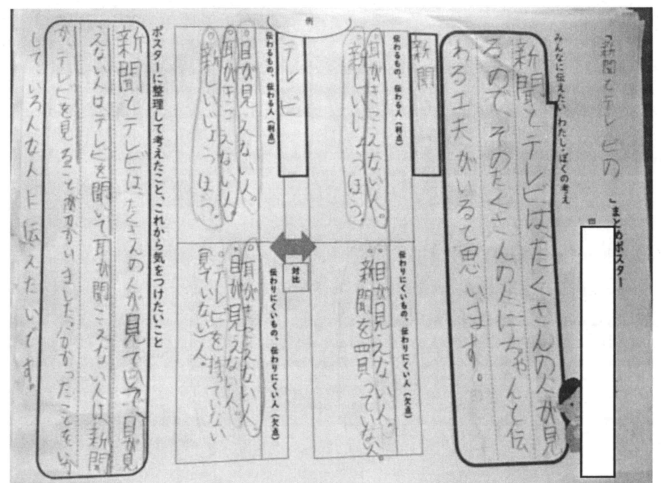 「新聞とテレビの」まとめポスター
みんなに伝えたい わたし・ぼくの考え
新聞とテレビは、たくさんの人が見
るので、そのたくさんの人にちゃんと伝
わる工夫がいると思います。
例
新聞
伝わるもの、伝わる人（利点）
耳がきこえない人。
新しいじょうほう。
伝わりにくいもの、伝わりにくい人（欠点）
目が見えない人。
新聞を買っていない人。
対比
テレビ
伝わるもの、伝わる人（利点）
目が見えない人。
耳がきこえない人。
新しいじょうほう。
伝わりにくいもの、伝わりにくい人（欠点）
耳がきこえない人。
目が見えない人。
テレビを持っていない
人。
ポスターに整理して考えたこと、これから気をつけたいこと
新聞とテレビは、たくさんの人が見ていて、目が見
えない人はテレビを聞いて耳が聞こえない人は、新聞
か、テレビを見ること
して、いろんな人に伝えたいです。